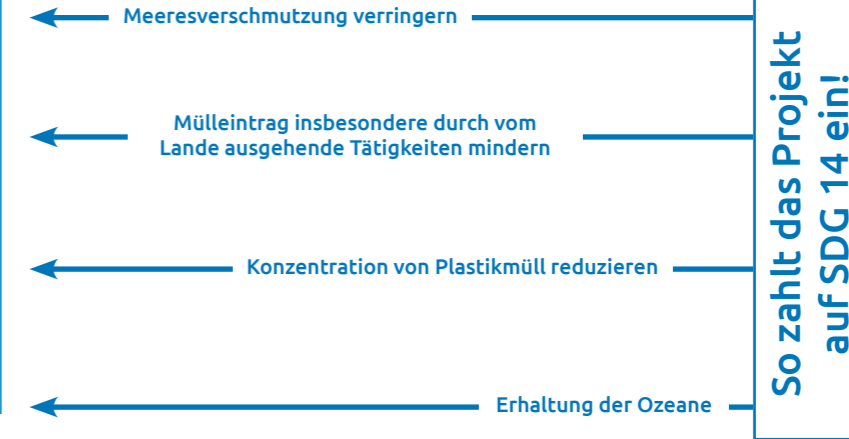 Meeresverschmutzung verringern
Mülleintrag insbesondere durch vom
Lande ausgehende Tätigkeiten mindern
Konzentration von Plastikmüll reduzieren
Erhaltung der Ozeane
So zahlt das Projekt
auf SDG 14 ein!